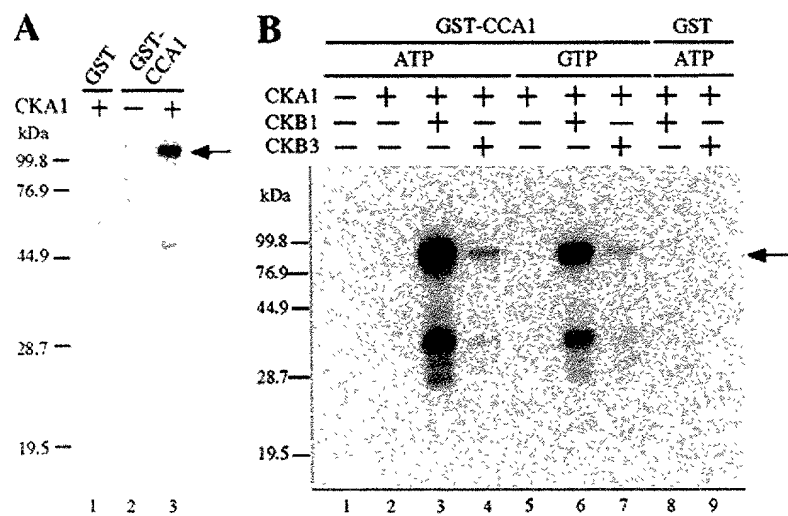 A
GST
GST-
CCA1
CKA1 + − +
kDa
99.8
76.9
44.9
28.7
19.5
1 2 3
B
GST-CCA1 GST
ATP GTP ATP
CKA1 − + + + + + + + +
CKB1 − − + − − + − + −
CKB3 − − − + − − + − +
kDa
99.8
76.9
44.9
28.7
19.5
1 2 3 4 5 6 7 8 9